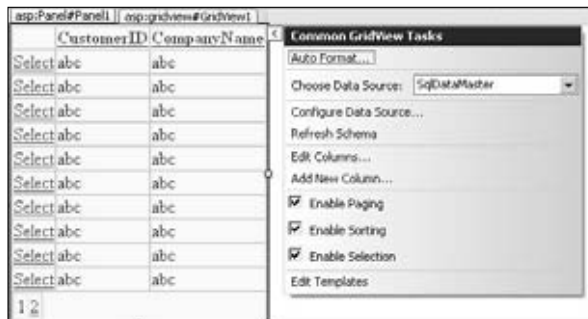 asp:Panel#Panel1 asp:gridview#GridView1
CustomerID CompanyName
Select abc abc
Select abc abc
Select abc abc
Select abc abc
Select abc abc
Select abc abc
Select abc abc
Select abc abc
Select abc abc
Select abc abc
1 2
Common GridView Tasks
Auto Format...
Choose Data Source: SqlDataMaster
Configure Data Source...
Refresh Schema
Edit Columns...
Add New Column...
Enable Paging
Enable Sorting
Enable Selection
Edit Templates